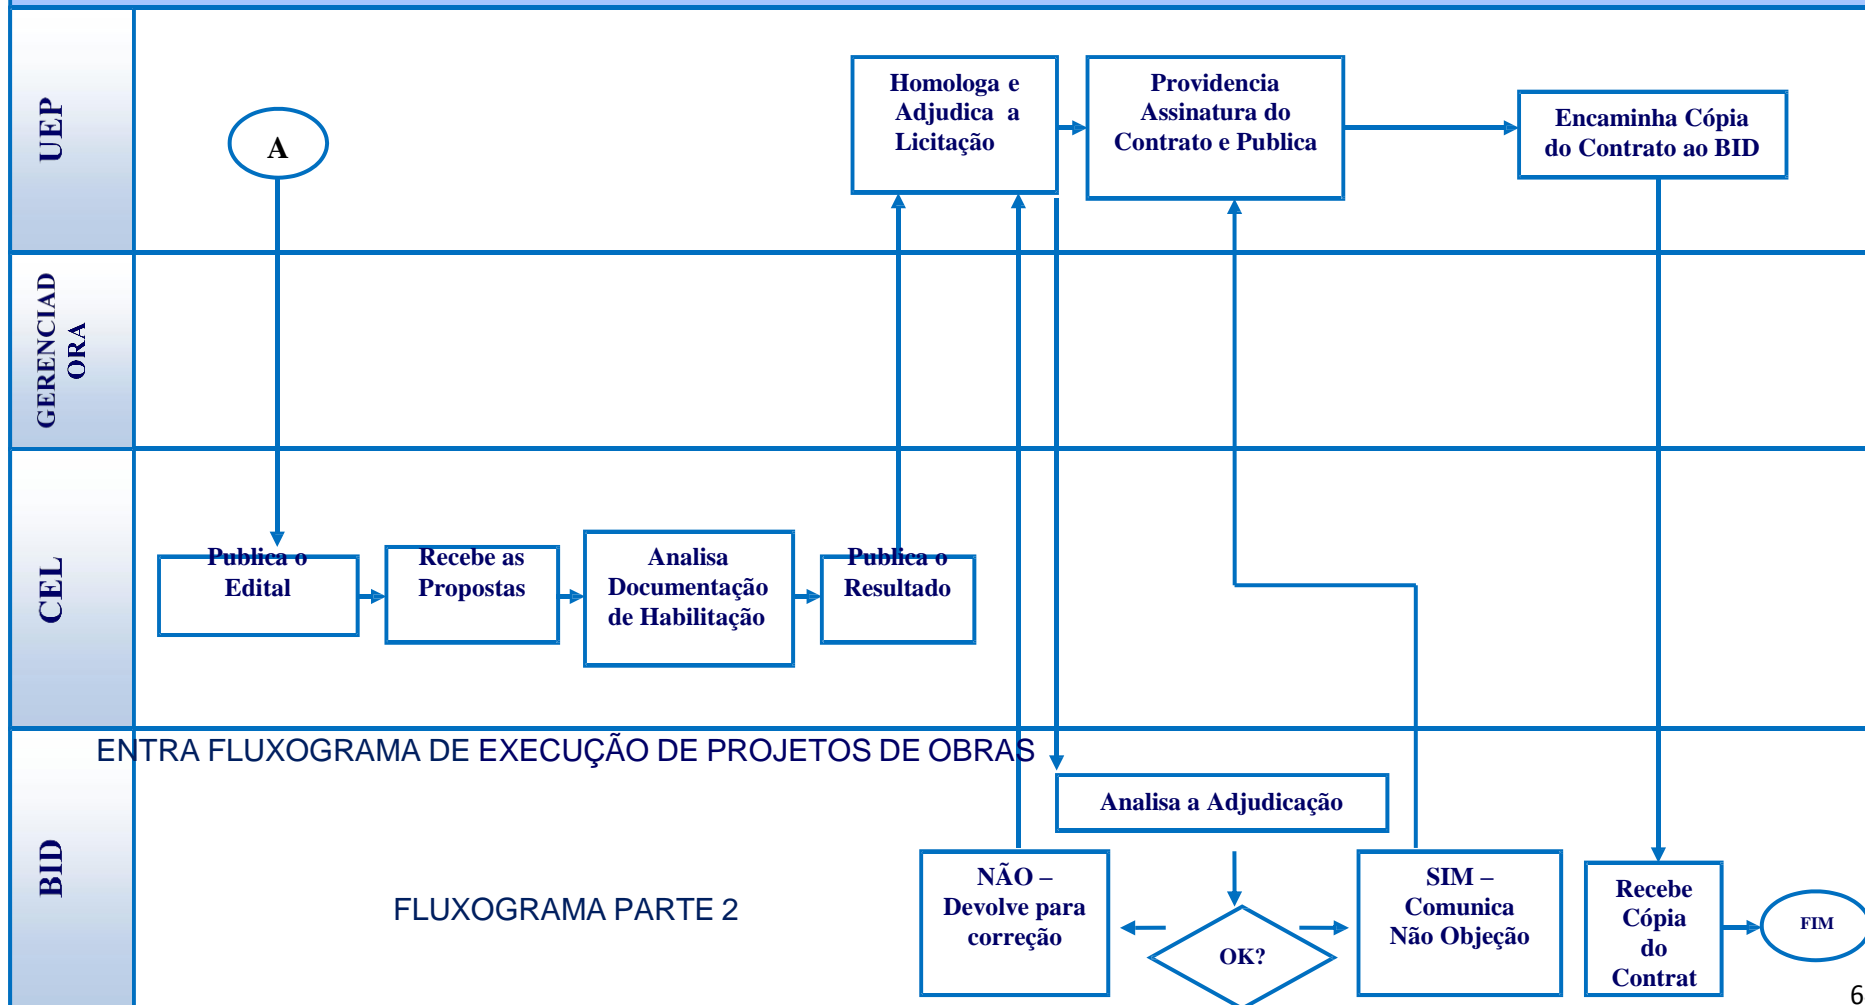 UEP
A
Homologa e
Adjudica a
Licitação
Providencia
Assinatura do
Contrato e Publica
Encaminha Cópia
do Contrato ao BID
GERENCIAD
ORA
CEL
Publica o
Edital
Recebe as
Propostas
Analisa
Documentação
de Habilitação
Publica o
Resultado
ENTRA FLUXOGRAMA DE EXECUÇÃO DE PROJETOS DE OBRAS
BID
FLUXOGRAMA PARTE 2
Analisa a Adjudicação
NÃO –
Devolve para
correção
OK?
SIM –
Comunica
Não Objeção
Recebe
Cópia
do
Contrat
FIM
6